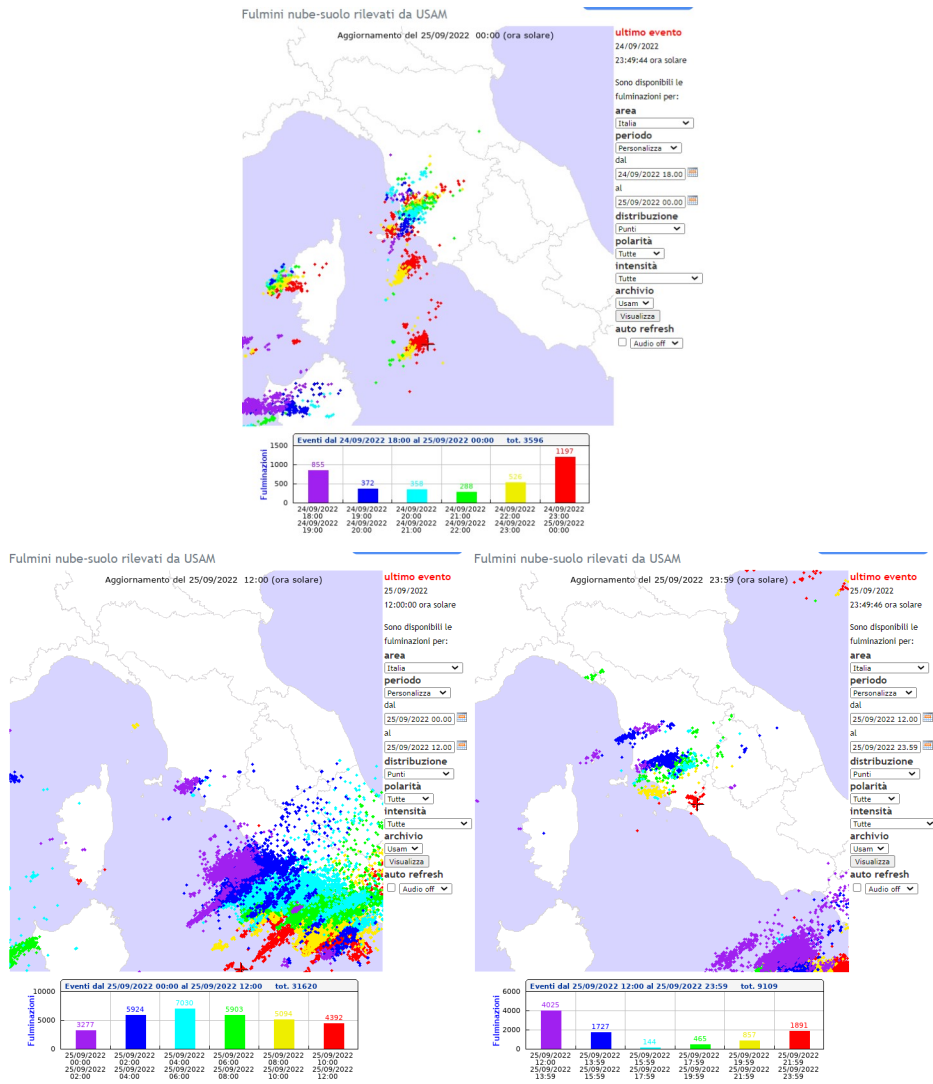 Fulmini nube-suolo rilevati da USAM
Aggiornamento del 25/09/2022 00:00 (ora solare)
ultimo evento
24/09/2022
23:49:44 ora solare
Sono disponibili le
fulminazioni per:
area
Italia
periodo
Personalizza
dal
24/09/2022 18.00
al
25/09/2022 00.00
distribuzione
Punti
polarità
Tutte
intensità
Tutte
archivio
Usam
Visualizza
auto refresh
Audio off
Eventi dal 24/09/2022 18:00 al 25/09/2022 00:00 tot. 3596
Fulminazioni
1500
1000
500
0
855
372
358
288
526
1197
24/09/2022 24/09/2022 24/09/2022 24/09/2022 24/09/2022 24/09/2022
18:00 19:00 20:00 21:00 22:00 23:00
24/09/2022 24/09/2022 24/09/2022 24/09/2022 24/09/2022 25/09/2022
19:00 20:00 21:00 22:00 23:00 00:00
Fulmini nube-suolo rilevati da USAM
Aggiornamento del 25/09/2022 12:00 (ora solare)
ultimo evento
25/09/2022
12:00:00 ora solare
Sono disponibili le
fulminazioni per:
area
Italia
periodo
Personalizza
dal
25/09/2022 00.00
al
25/09/2022 12.00
distribuzione
Punti
polarità
Tutte
intensità
Tutte
archivio
Usam
Visualizza
auto refresh
Audio off
Eventi dal 25/09/2022 00:00 al 25/09/2022 12:00 tot. 31620
Fulminazioni
10000
5000
0
3277
5924
7030
5903
4392
25/09/2022 25/09/2022 25/09/2022 25/09/2022 25/09/2022 25/09/2022
00:00 02:00 04:00 06:00 08:00 10:00
25/09/2022 25/09/2022 25/09/2022 25/09/2022 25/09/2022 25/09/2022
02:00 04:00 06:00 08:00 10:00 12:00
Fulmini nube-suolo rilevati da USAM
Aggiornamento del 25/09/2022 23:59 (ora solare)
ultimo evento
25/09/2022
23:49:46 ora solare
Sono disponibili le
fulminazioni per:
area
Italia
periodo
Personalizza
dal
25/09/2022 12.00
al
25/09/2022 23.59
distribuzione
Punti
polarità
Tutte
intensità
Tutte
archivio
Usam
Visualizza
auto refresh
Audio off
Eventi dal 25/09/2022 12:00 al 25/09/2022 23:59 tot. 9109
Fulminazioni
6000
4000
2000
0
4025
1727
144
465
857
1891
25/09/2022 25/09/2022 25/09/2022 25/09/2022 25/09/2022 25/09/2022
12:00 13:59 15:59 17:59 19:59 21:59
25/09/2022 25/09/2022 25/09/2022 25/09/2022 25/09/2022 25/09/2022
13:59 15:59 17:59 19:59 21:59 23:59